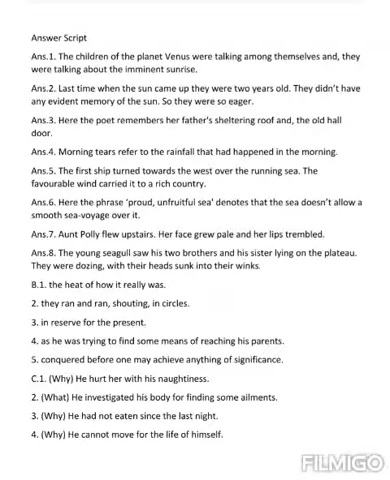 Answer Script
Ans.1. The children of the planet Venus were talking among themselves and, they
were talking about the imminent sunrise.
Ans.2. Last time when the sun came up they were two years old. They didn't have
any evident memory of the sun. So they were so eager.
Ans.3. Here the poet remembers her father's sheltering roof and, the old hall
door.
Ans.4. Morning tears refer to the rainfall that had happened in the morning.
Ans.5. The first ship turned towards the west over the running sea. The
favourable wind carried it to a rich country.
Ans.6. Here the phrase 'proud, unfruitful sea' denotes that the sea doesn't allow a
smooth sea-voyage over it.
Ans.7. Aunt Polly flew upstairs. Her face grew pale and her lips trembled.
Ans.8. The young seagull saw his two brothers and his sister lying on the plateau.
They were dozing, with their heads sunk into their winks.
B.1. the heat of how it really was.
2. they ran and ran, shouting, in circles.
3. in reserve for the present.
4. as he was trying to find some means of reaching his parents.
5. conquered before one may achieve anything of significance.
C.1. (Why) He hurt her with his naughtiness.
2. (What) He investigated his body for finding some ailments.
3. (Why) He had not eaten since the last night.
4. (Why) He cannot move for the life of himself.
FILMIGO